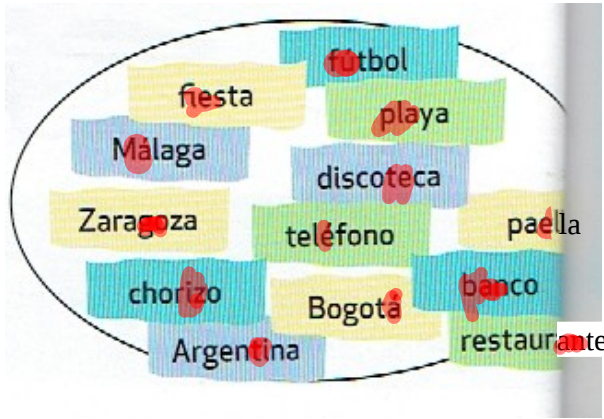 fútbol
fiesta
playa
Málaga
discoteca
Zaragoza
teléfono
paella
chorizo
Bogotá
banco
Argentina
restaurante